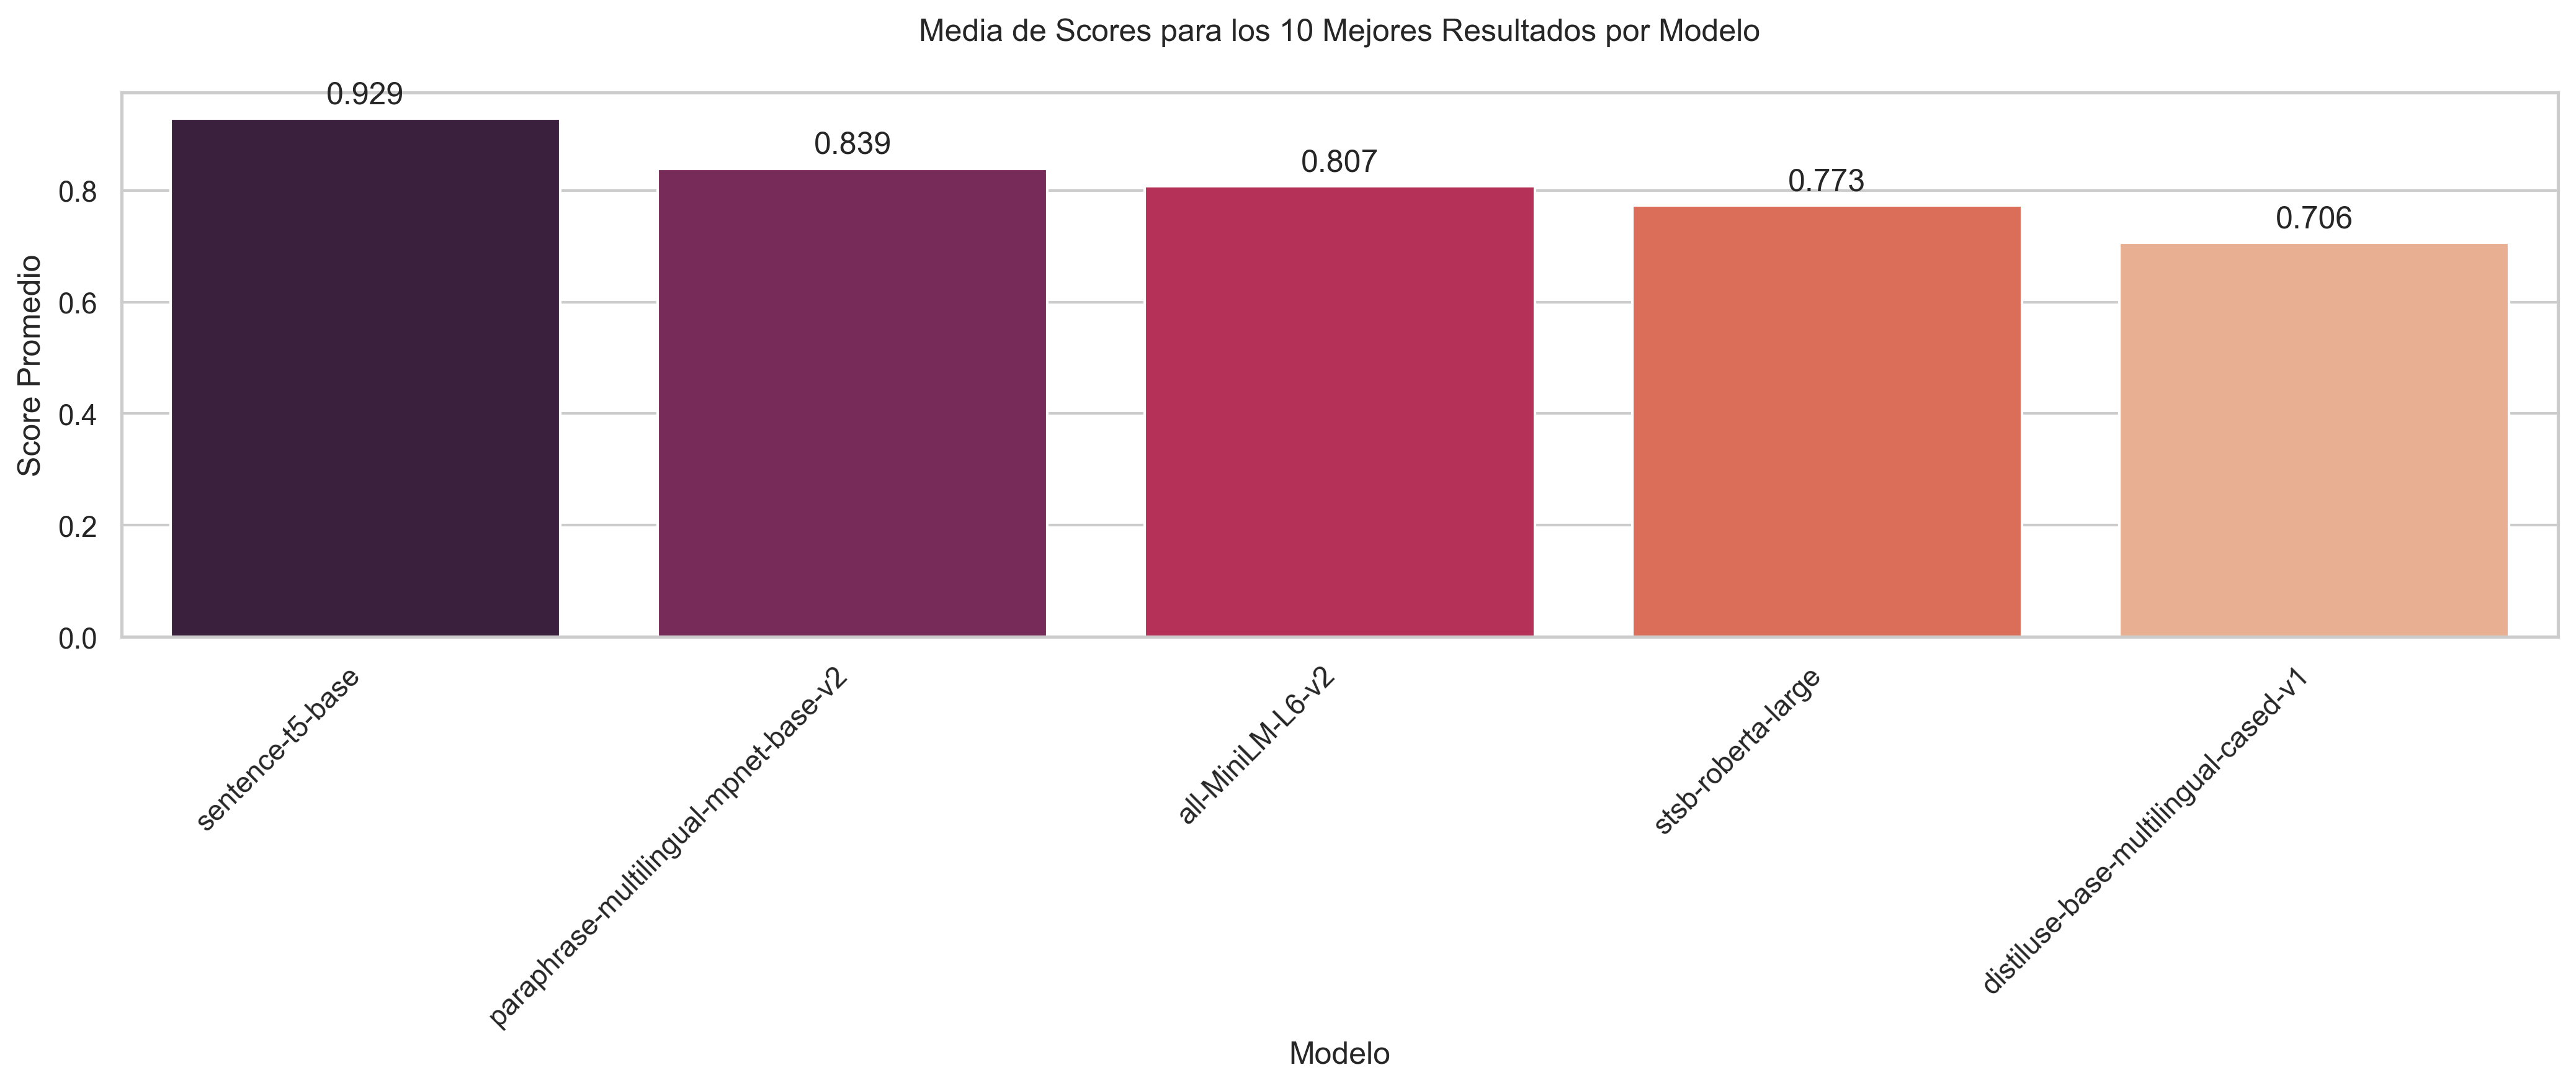 Media de Scores para los 10 Mejores Resultados por Modelo
0.929
0.839
0.807
0.773
0.706
Score Promedio
0.8
0.6
0.4
0.2
0.0
sentence-t5-base
paraphrase-multilingual-mpnet-base-v2
all-MiniLM-L6-v2
stsb-roberta-large
distiluse-base-multilingual-cased-v1
Modelo